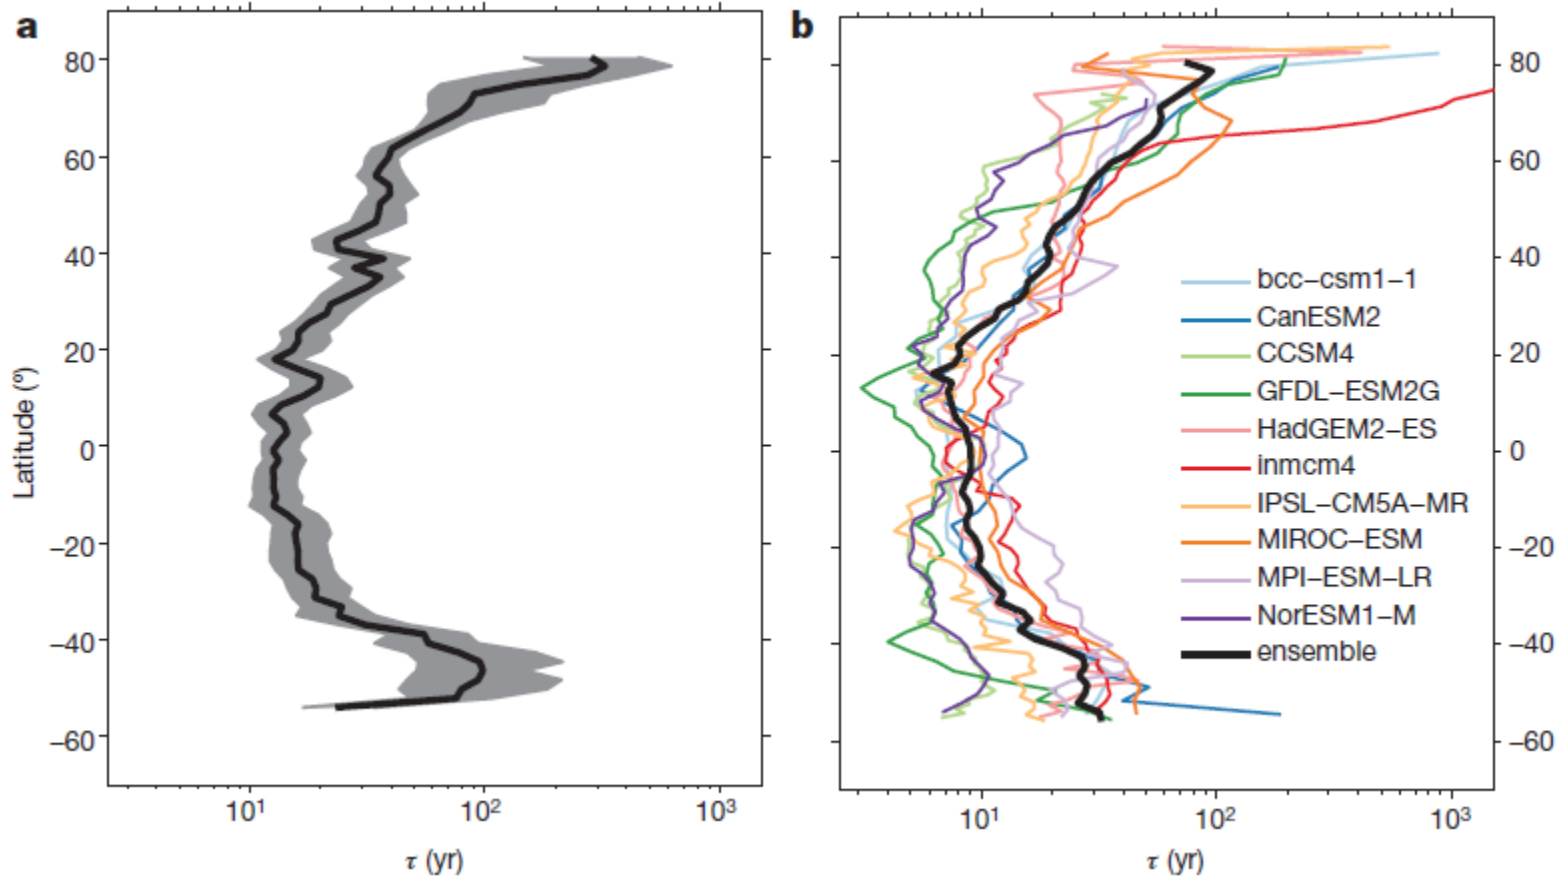 a
Latitude (º)
80
60
40
20
0
−20
−40
−60
10¹
10²
10³
τ (yr)
b
80
60
40
20
0
−20
−40
−60
bcc−csm1−1
CanESM2
CCSM4
GFDL−ESM2G
HadGEM2−ES
inmcm4
IPSL−CM5A−MR
MIROC−ESM
MPI−ESM−LR
NorESM1−M
ensemble
10¹
10²
10³
τ (yr)